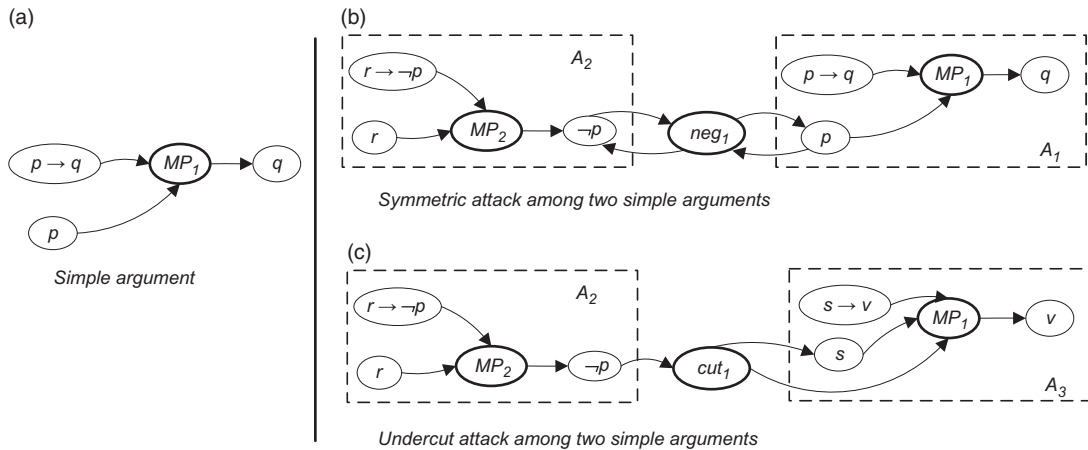 (a)
p → q
MP1
q
p
Simple argument
(b)
A2
r → ¬p
r
MP2
¬p
neg1
p → q
MP1
q
p
A1
Symmetric attack among two simple arguments
(c)
A2
r → ¬p
r
MP2
¬p
cut1
s → v
MP1
v
s
A3
Undercut attack among two simple arguments